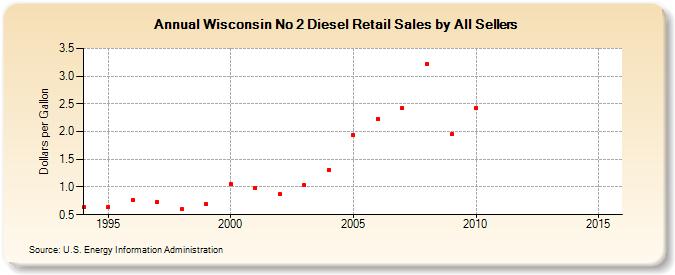 Annual Wisconsin No 2 Diesel Retail Sales by All Sellers
Dollars per Gallon
3.5
3.0
2.5
2.0
1.5
1.0
0.5
1995 2000 2005 2010 2015
Source: U.S. Energy Information Administration